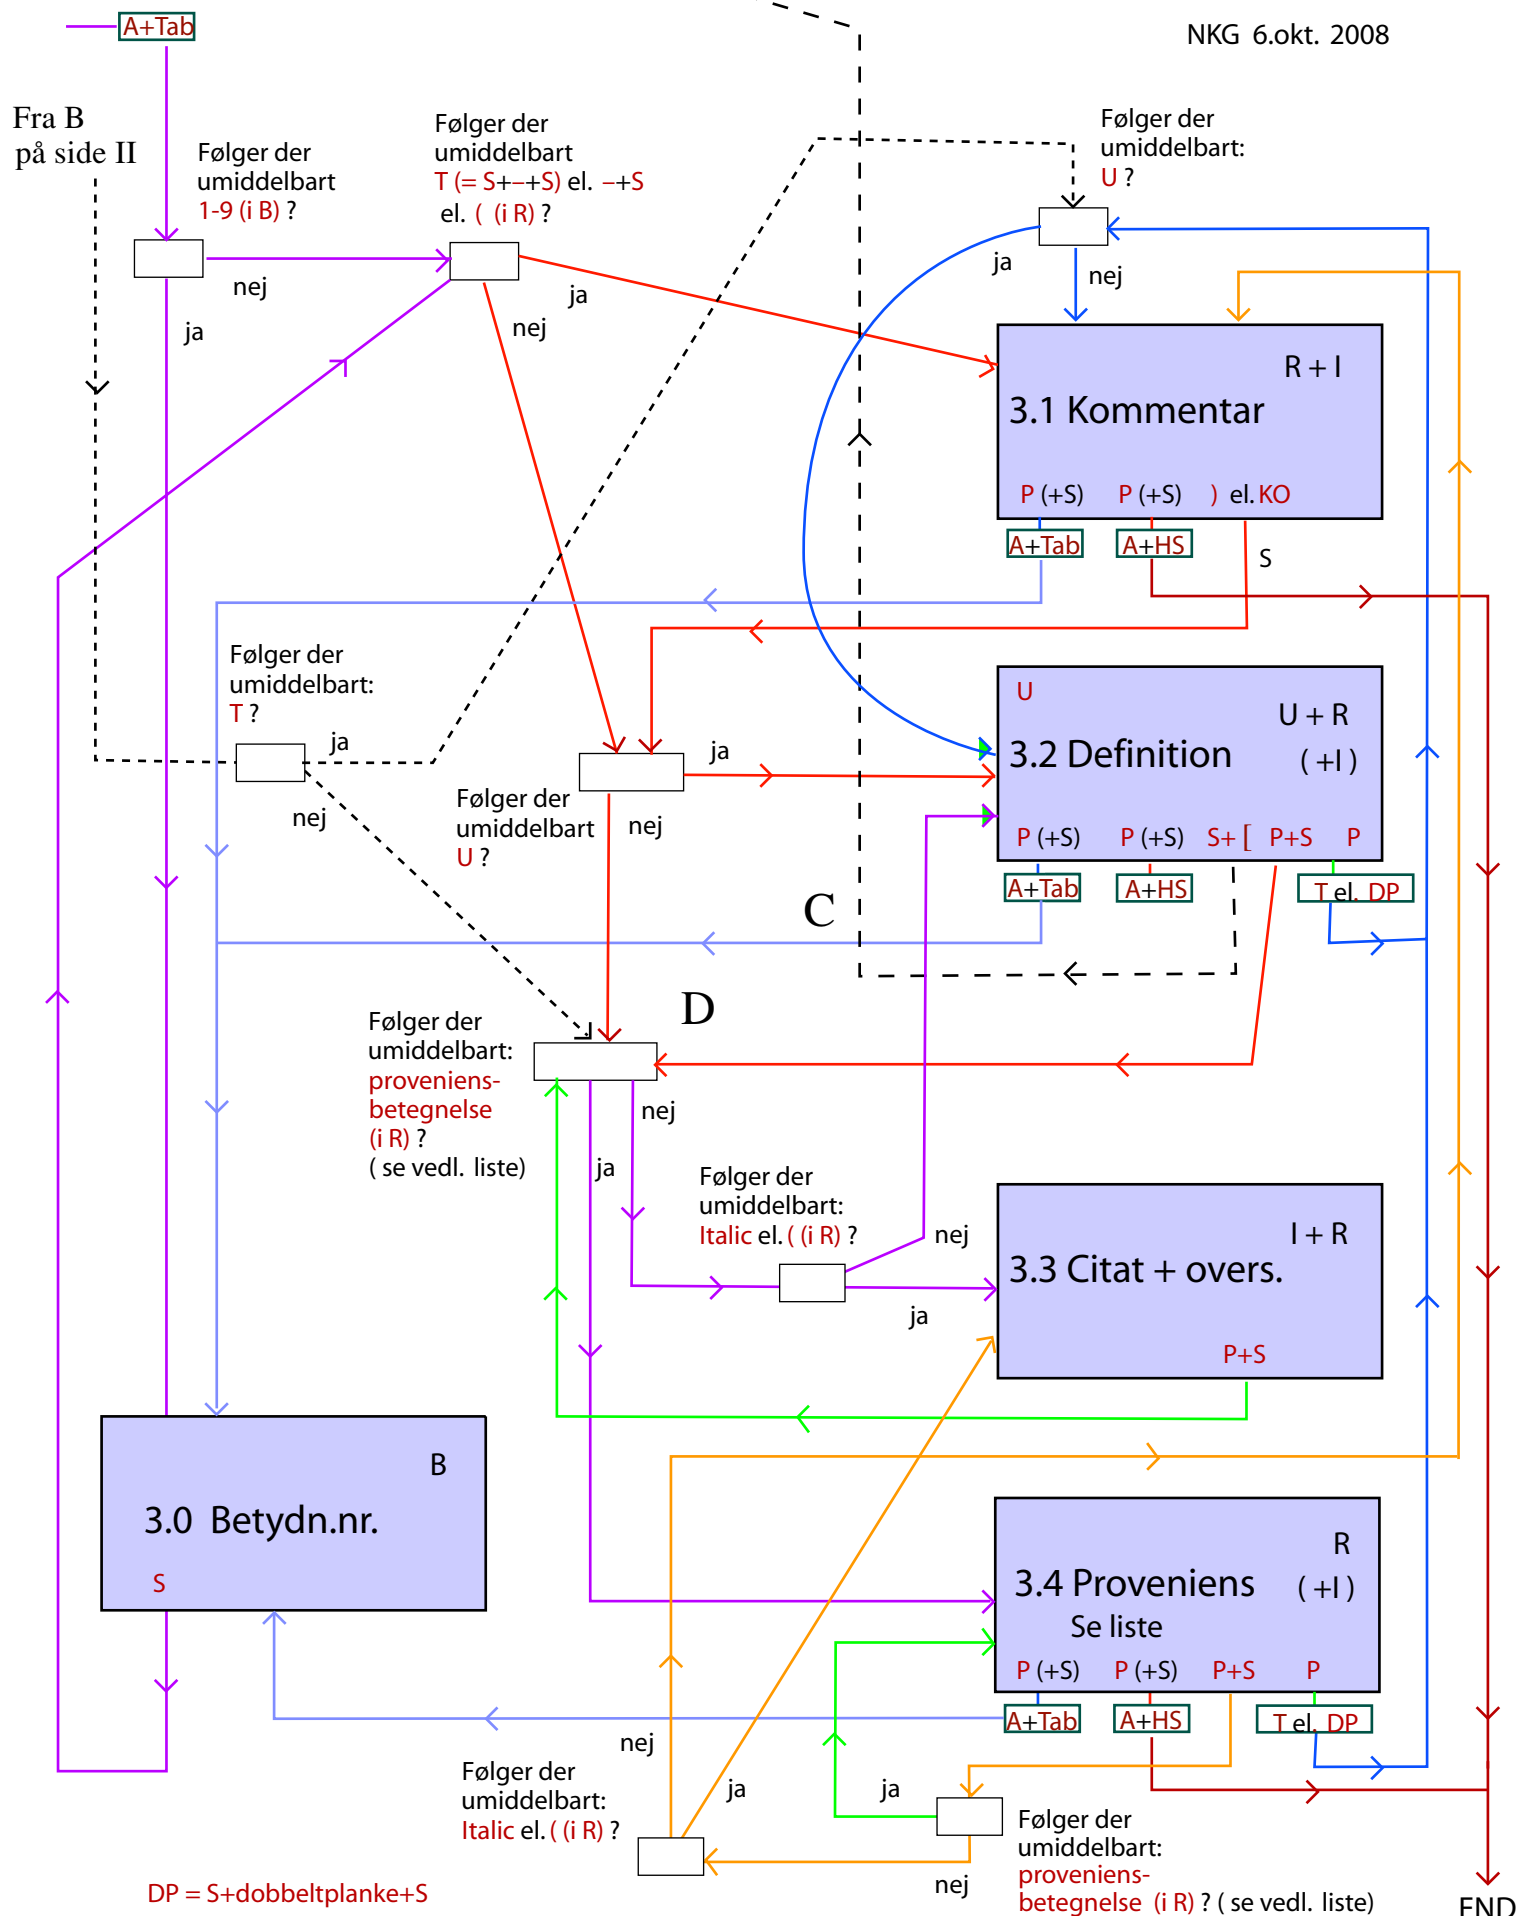 A+Tab
NKG 6.okt. 2008
Fra B
på side II
Følger der
umiddelbart
1-9 (i B) ?
Følger der
umiddelbart
T (= S+–+S) el. –+S
el. ( (i R) ?
Følger der
umiddelbart:
U ?
nej
ja
ja
nej
ja
nej
R + I
3.1 Kommentar
P (+S) P (+S) ) el. KO
A+Tab A+HS
S
Følger der
umiddelbart:
T ?
ja
nej
Følger der
umiddelbart
U ?
ja
nej
U
U + R
3.2 Definition ( +I )
P (+S) P (+S) S+ [ P+S P
A+Tab A+HS T el. DP
C
D
Følger der
umiddelbart:
proveniens-
betegnelse
(i R) ?
( se vedl. liste)
nej
ja
Følger der
umiddelbart:
Italic el. ( (i R) ?
nej
ja
I + R
3.3 Citat + overs.
P+S
B
3.0 Betydn.nr.
S
R
3.4 Proveniens ( +I )
Se liste
P (+S) P (+S) P+S P
A+Tab A+HS T el. DP
nej
Følger der
umiddelbart:
Italic el. ( (i R) ?
ja
ja
nej
Følger der
umiddelbart:
proveniens-
betegnelse (i R) ? ( se vedl. liste)
DP = S+dobbeltplanke+S
END